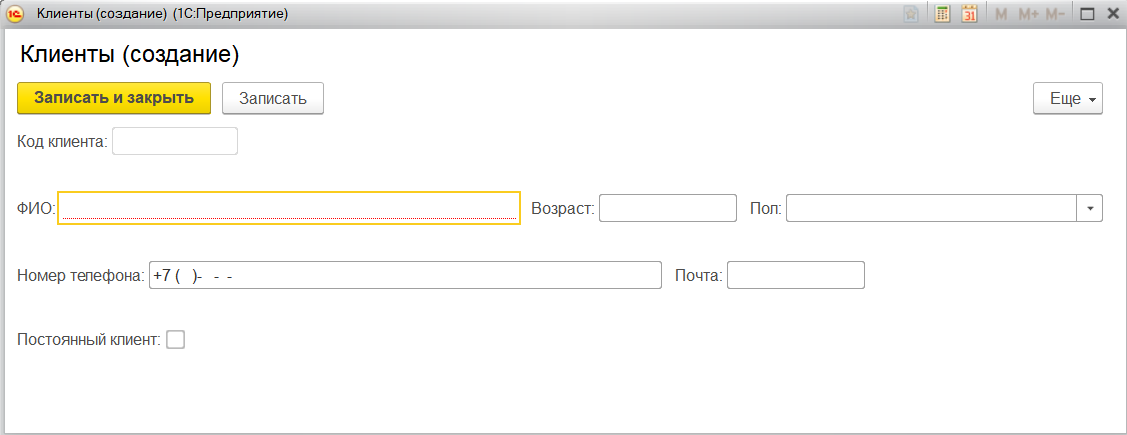 Клиенты (создание) (1С:Предприятие)
31 M M+ M-
Клиенты (создание)
Записать и закрыть Записать Еще
Код клиента:
ФИО: Возраст: Пол:
Номер телефона: +7 ( )- - - Почта:
Постоянный клиент: